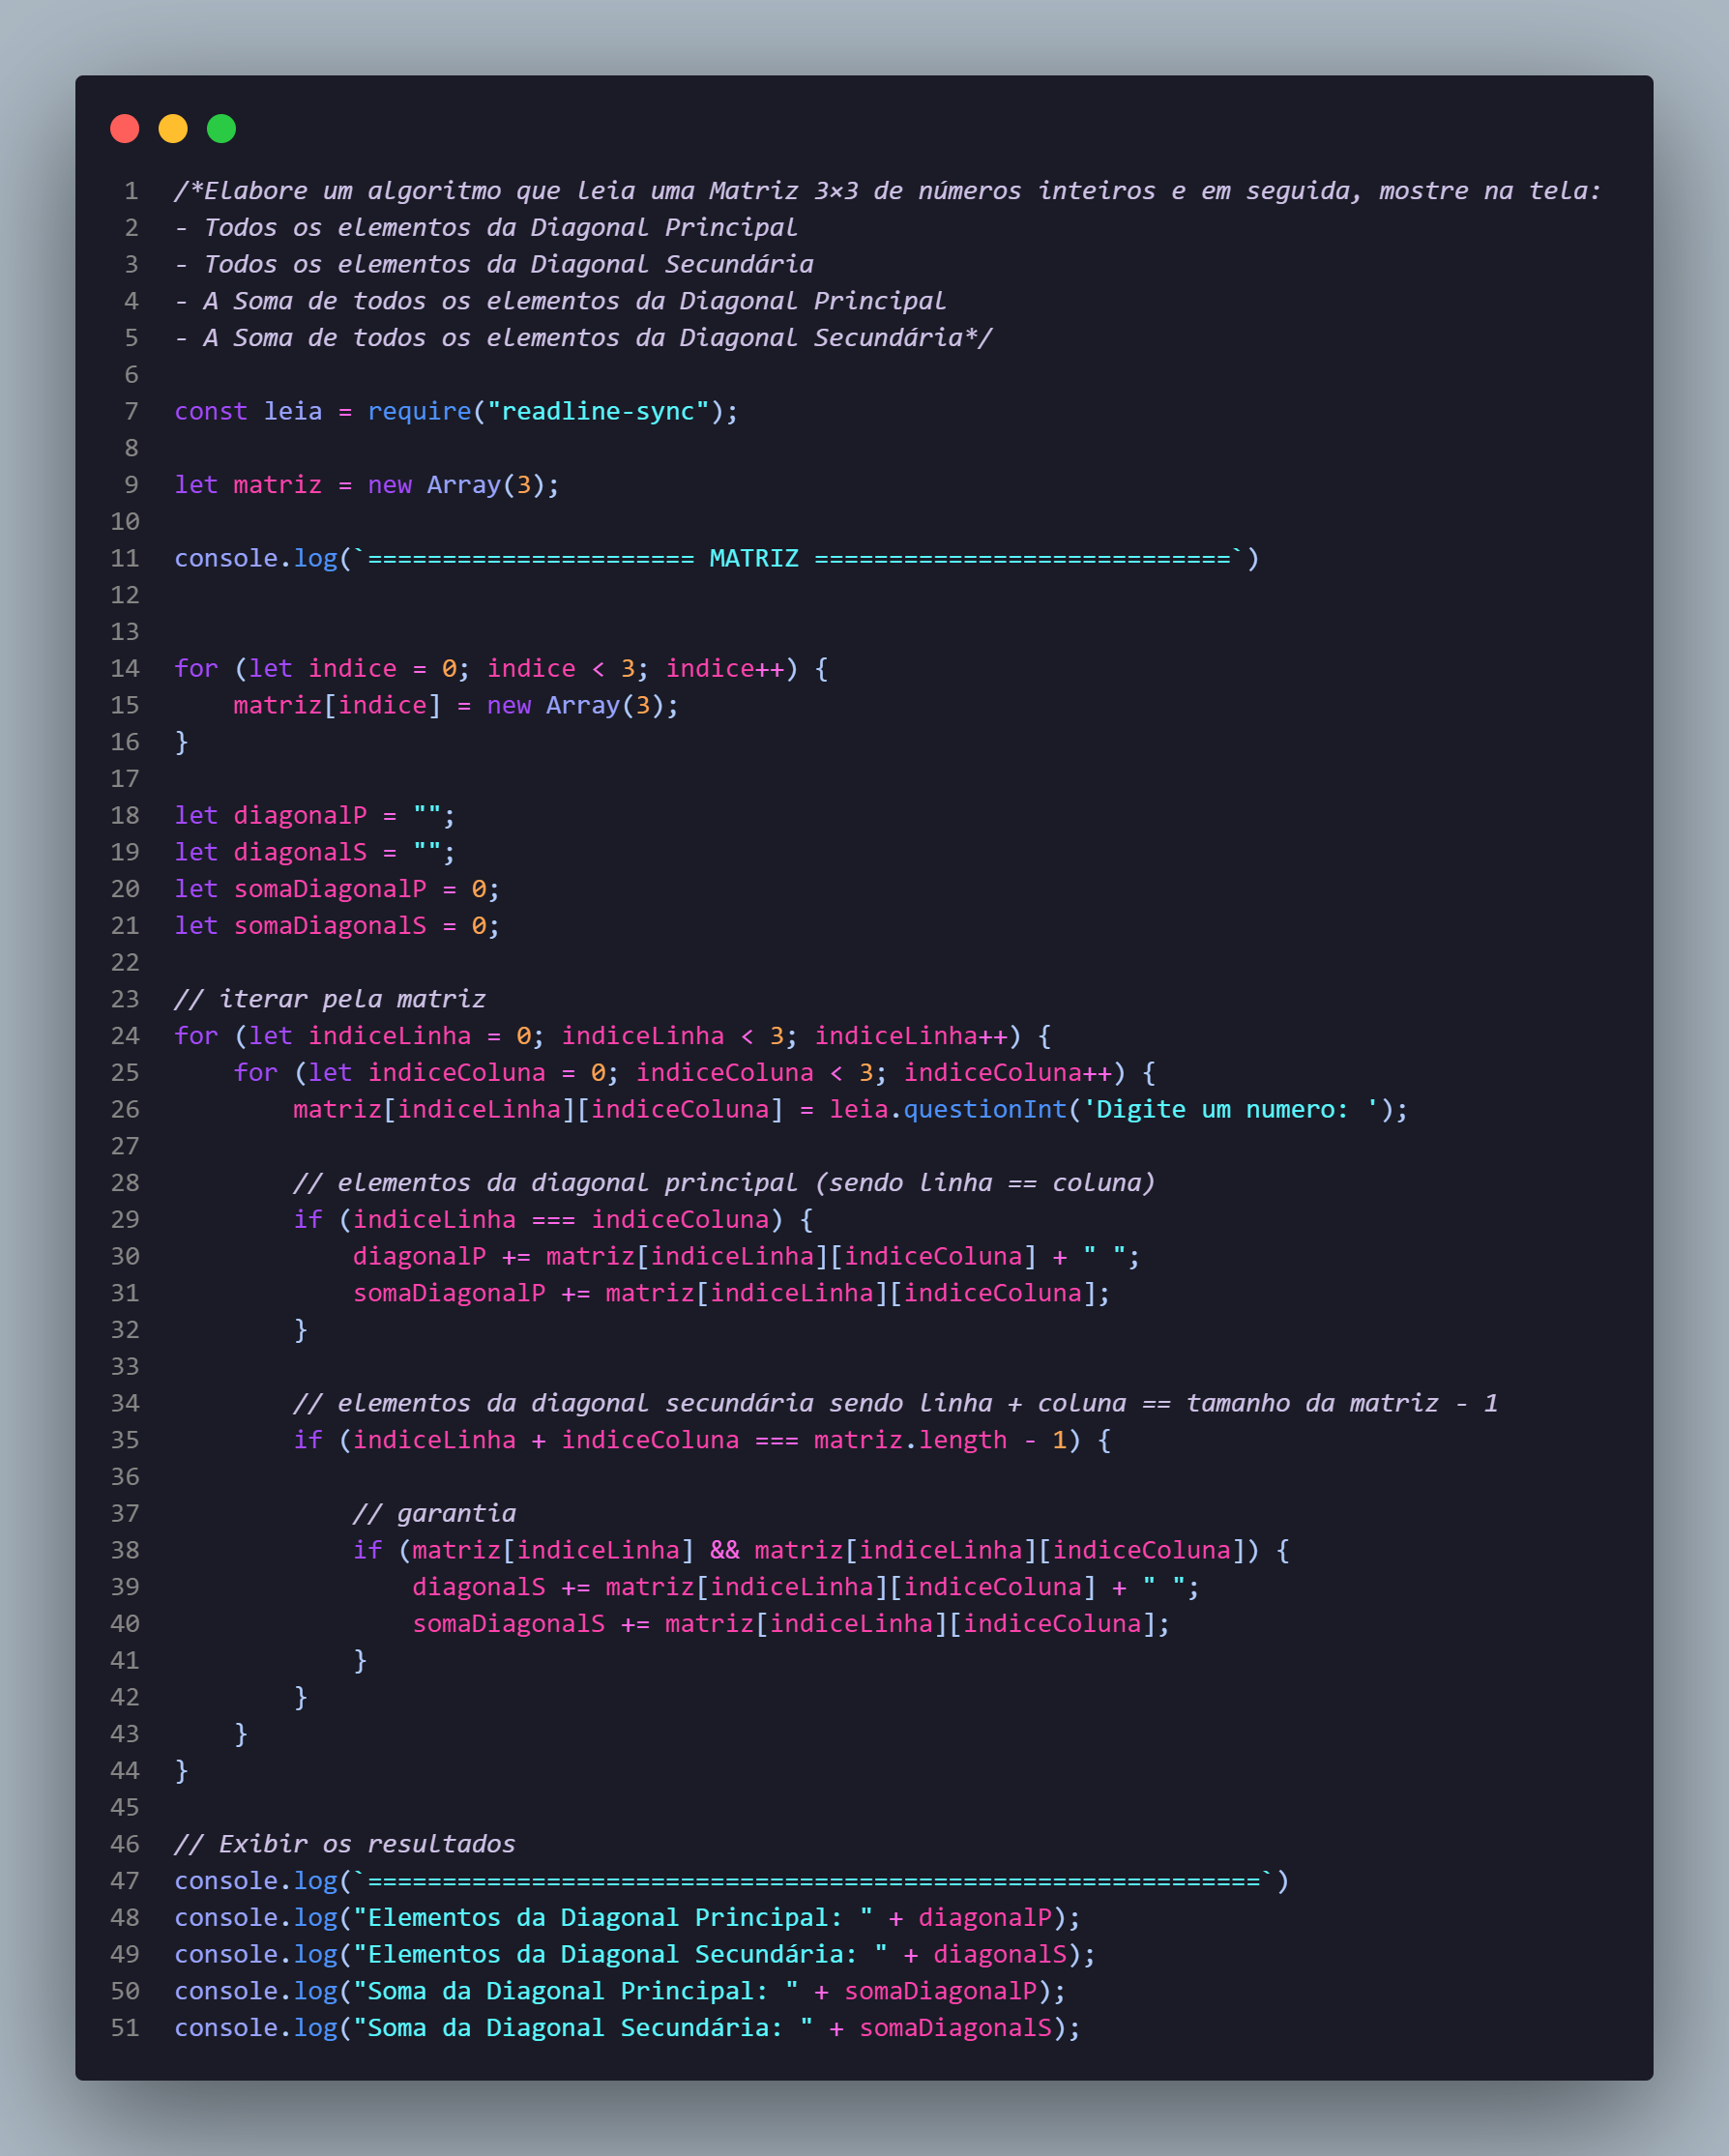 1 /*Elabore um algoritmo que leia uma Matriz 3×3 de números inteiros e em seguida, mostre na tela:
2 - Todos os elementos da Diagonal Principal
3 - Todos os elementos da Diagonal Secundária
4 - A Soma de todos os elementos da Diagonal Principal
5 - A Soma de todos os elementos da Diagonal Secundária*/
6
7 const leia = require("readline-sync");
8
9 let matriz = new Array(3);
10
11 console.log(`====================== MATRIZ ============================`)
12
13
14 for (let indice = 0; indice < 3; indice++) {
15     matriz[indice] = new Array(3);
16 }
17
18 let diagonalP = "";
19 let diagonalS = "";
20 let somaDiagonalP = 0;
21 let somaDiagonalS = 0;
22
23 // iterar pela matriz
24 for (let indiceLinha = 0; indiceLinha < 3; indiceLinha++) {
25     for (let indiceColuna = 0; indiceColuna < 3; indiceColuna++) {
26         matriz[indiceLinha][indiceColuna] = leia.questionInt('Digite um numero: ');
27
28         // elementos da diagonal principal (sendo linha == coluna)
29         if (indiceLinha === indiceColuna) {
30             diagonalP += matriz[indiceLinha][indiceColuna] + " ";
31             somaDiagonalP += matriz[indiceLinha][indiceColuna];
32         }
33
34         // elementos da diagonal secundária sendo linha + coluna == tamanho da matriz - 1
35         if (indiceLinha + indiceColuna === matriz.length - 1) {
36
37             // garantia
38             if (matriz[indiceLinha] && matriz[indiceLinha][indiceColuna]) {
39                 diagonalS += matriz[indiceLinha][indiceColuna] + " ";
40                 somaDiagonalS += matriz[indiceLinha][indiceColuna];
41             }
42         }
43     }
44 }
45
46 // Exibir os resultados
47 console.log(`============================================================`)
48 console.log("Elementos da Diagonal Principal: " + diagonalP);
49 console.log("Elementos da Diagonal Secundária: " + diagonalS);
50 console.log("Soma da Diagonal Principal: " + somaDiagonalP);
51 console.log("Soma da Diagonal Secundária: " + somaDiagonalS);